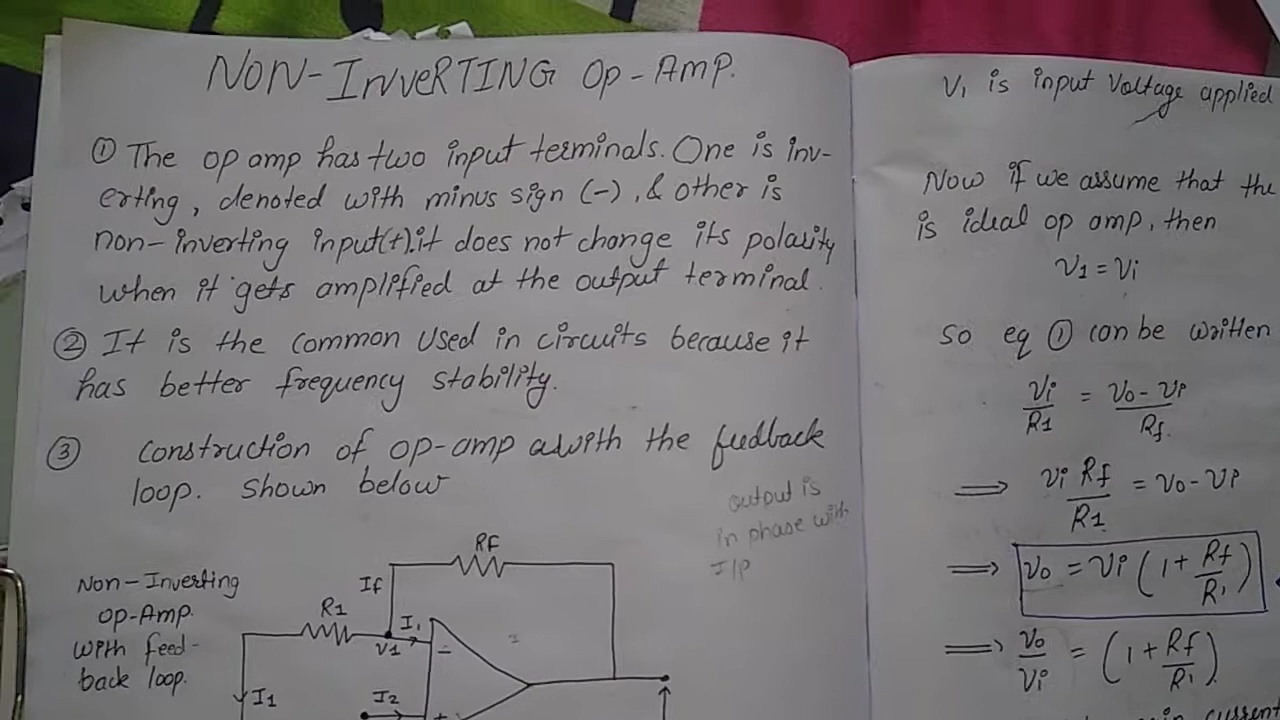 NON-INVERTING OP-AMP.
① The op amp has two input terminals. One is inv-
erting, denoted with minus sign (-), & other is
non-inverting input(+).it does not change its polarity
when it gets amplified at the output terminal.
② It is the common used in circuits because it
has better frequency stability.
③ Construction of op-amp with the feedback
loop. Shown below
output is
in phase with
I/P
Non-Inverting
Op-Amp.
with feed-
back loop.
RF
If
R1
I1
V1
-
I1
I2
+
V1 is input Voltage applied
Now if we assume that the
is ideal op amp, then
V1 = Vi
So eq ① can be written
Vi/R1 = Vo - Vi/Rf
⟹ Vi Rf/R1 = Vo - Vi
⟹ Vo = Vi (1 + Rf/R1)
⟹ Vo/Vi = (1 + Rf/R1)
current